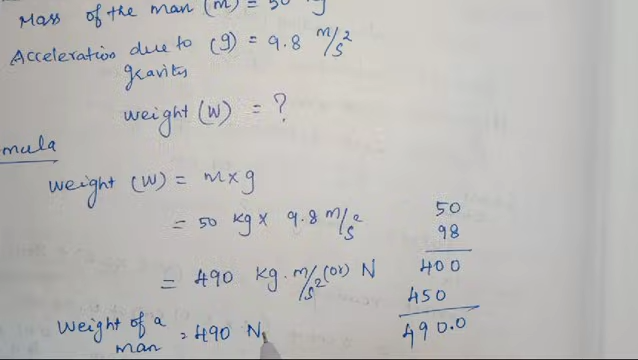 Mass of the man (m) = 50 kg
Acceleration due to (g) = 9.8 m/s²
gravity
weight (W) = ?
mula
weight (W) = m x g
= 50 kg x 9.8 m/s²
= 490 kg. m/s² (or) N
weight of a = 490 N
man
50
98
400
450
490.0